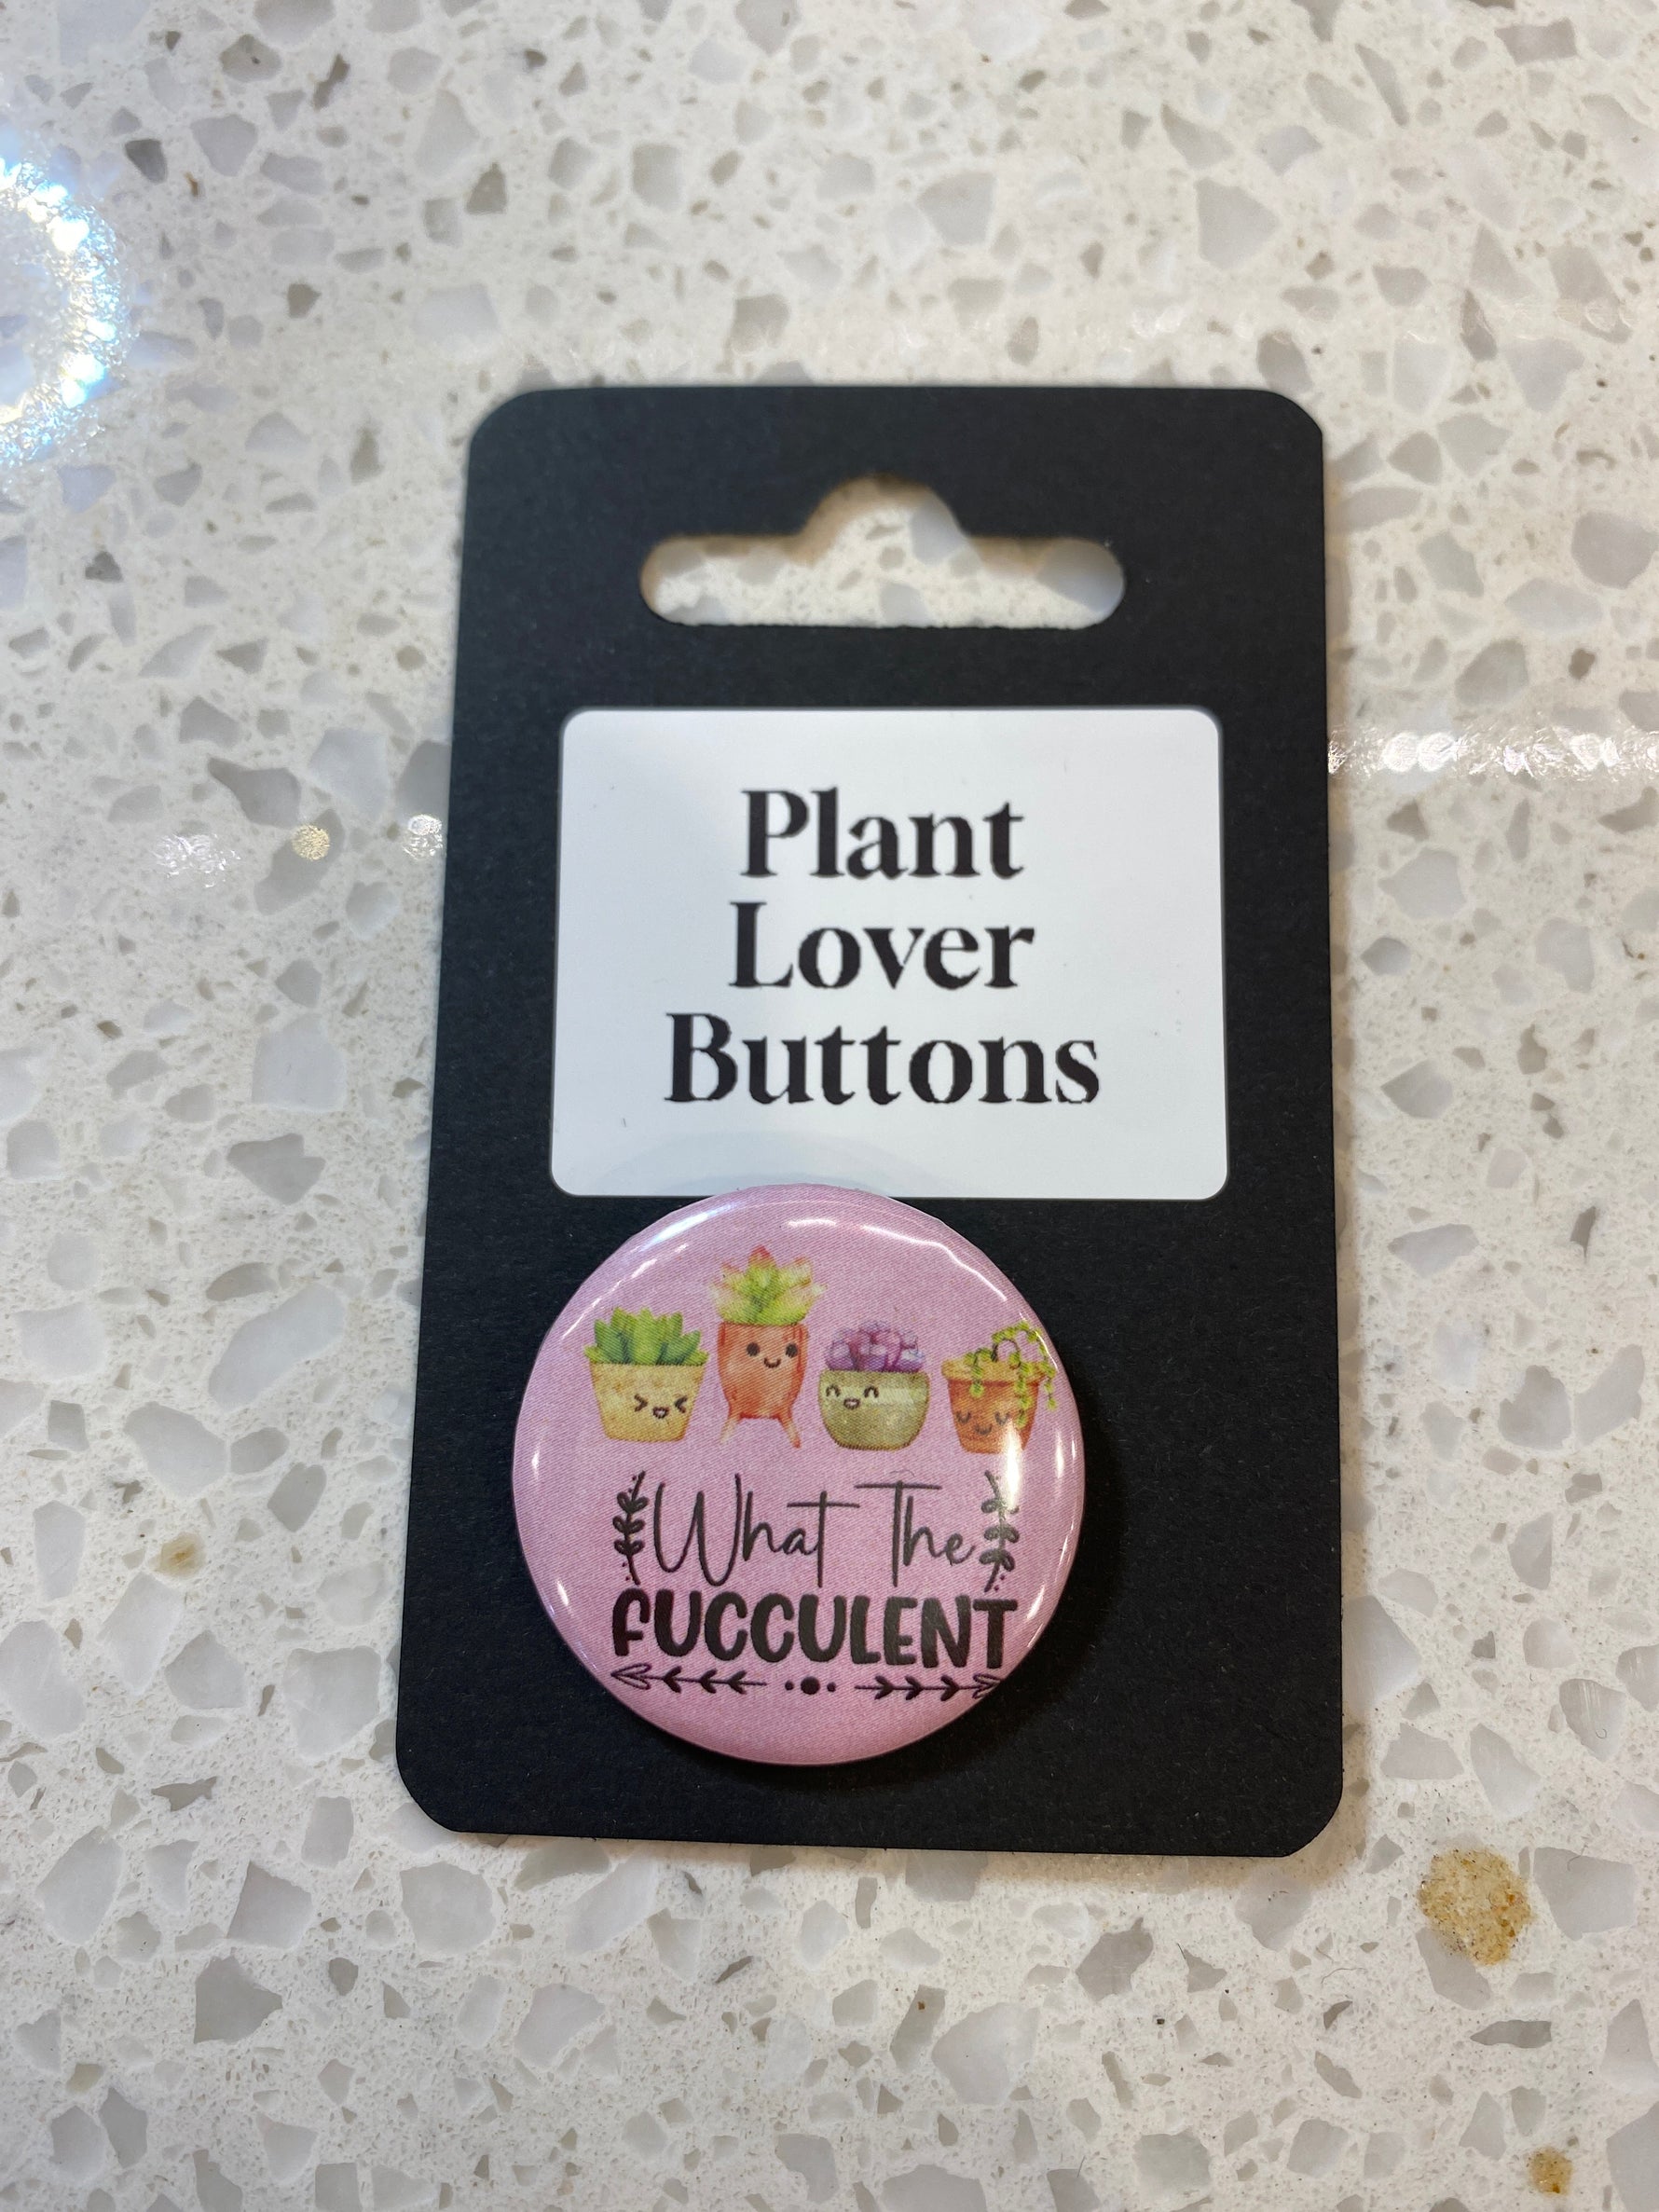 Plant
Lover
Buttons
What The
FUCCULENT